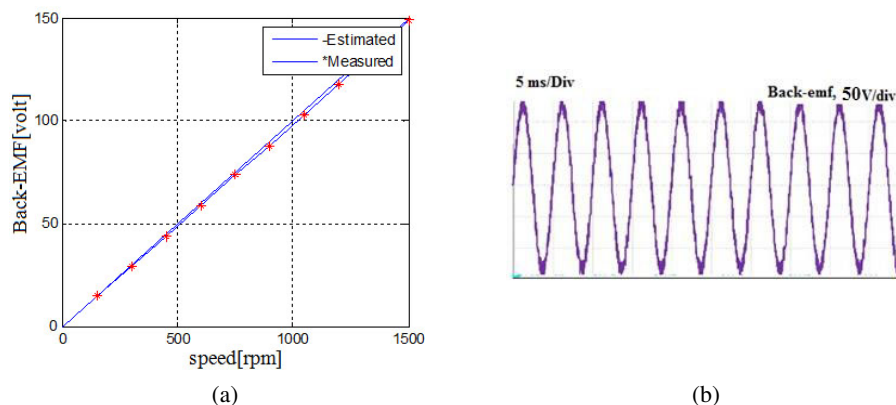 150
100
50
0
Back-EMF[volt]
-Estimated
*Measured
0 500 1000 1500
speed[rpm]
(a)
5 ms/Div
Back-emf, 50V/div
(b)